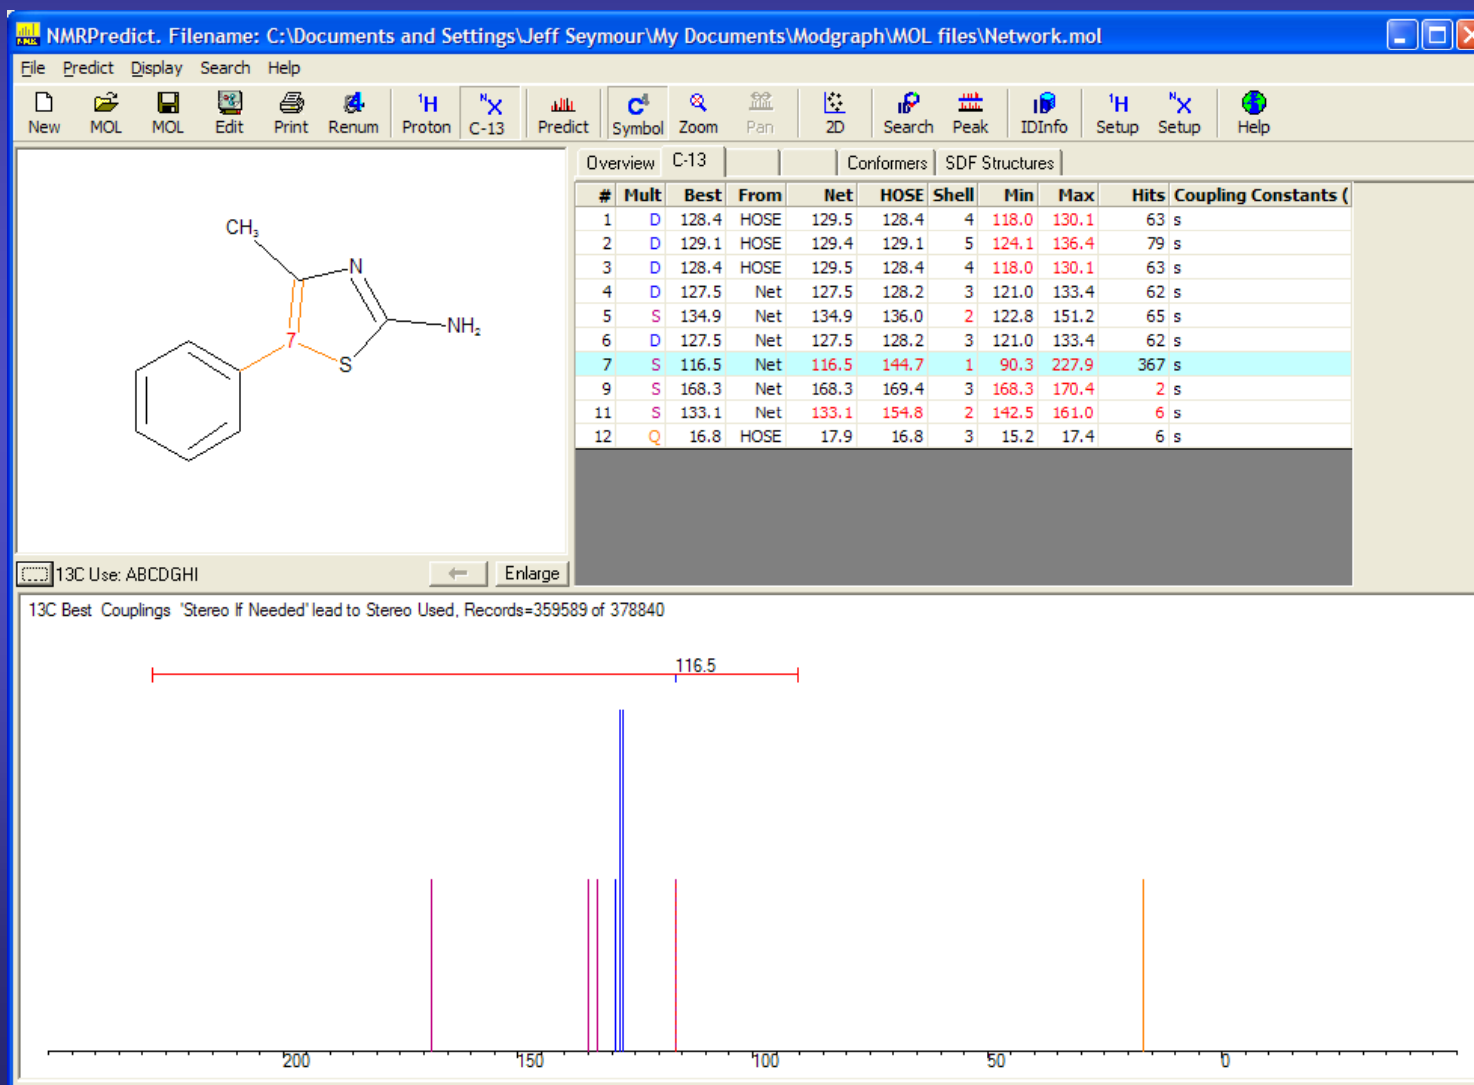 NMRPredict. Filename: C:\Documents and Settings\Jeff Seymour\My Documents\Modgraph\MOL files\Network.mol
File Predict Display Search Help
New MOL MOL Edit Print Renum Proton C-13 Predict Symbol Zoom Pan 2D Search Peak IDInfo Setup Setup Help
Overview C-13 Conformers SDF Structures
# Mult Best From Net HOSE Shell Min Max Hits Coupling Constants (
1 D 128.4 HOSE 129.5 128.4 4 118.0 130.1 63 s
2 D 129.1 HOSE 129.4 129.1 5 124.1 136.4 79 s
3 D 128.4 HOSE 129.5 128.4 4 118.0 130.1 63 s
4 D 127.5 Net 127.5 128.2 3 121.0 133.4 62 s
5 S 134.9 Net 134.9 136.0 2 122.8 151.2 65 s
6 D 127.5 Net 127.5 128.2 3 121.0 133.4 62 s
7 S 116.5 Net 116.5 144.7 1 90.3 227.9 367 s
9 S 168.3 Net 168.3 169.4 3 168.3 170.4 2 s
11 S 133.1 Net 133.1 154.8 2 142.5 161.0 6 s
12 Q 16.8 HOSE 17.9 16.8 3 15.2 17.4 6 s
CH₃
N
NH₂
7
S
13C Use: ABCDGHI
Enlarge
13C Best Couplings 'Stereo If Needed' lead to Stereo Used, Records=359589 of 378840
116.5
200 150 100 50 0